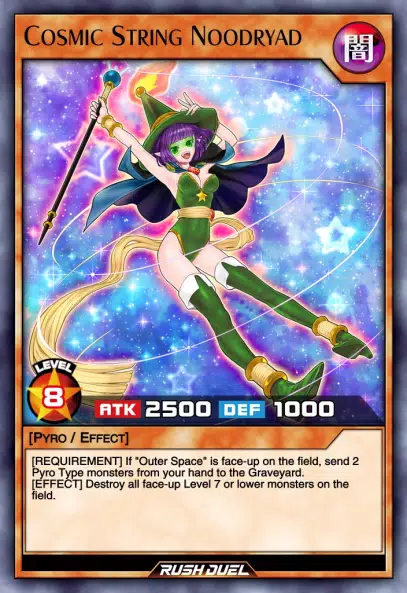 COSMIC STRING NOODRYAD
闇
LEVEL
8
ATK 2500 DEF 1000
[PYRO / EFFECT]
[REQUIREMENT] If "Outer Space" is face-up on the field, send 2
Pyro Type monsters from your hand to the Graveyard.
[EFFECT] Destroy all face-up Level 7 or lower monsters on the
field.
RUSH DUEL